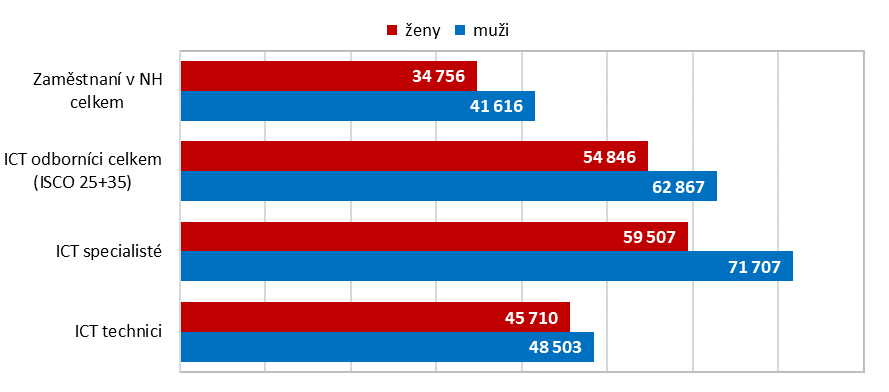 ženy muži
Zaměstnaní v NH
celkem
34 756
41 616
ICT odborníci celkem
(ISCO 25+35)
54 846
62 867
ICT specialisté
59 507
71 707
ICT technici
45 710
48 503